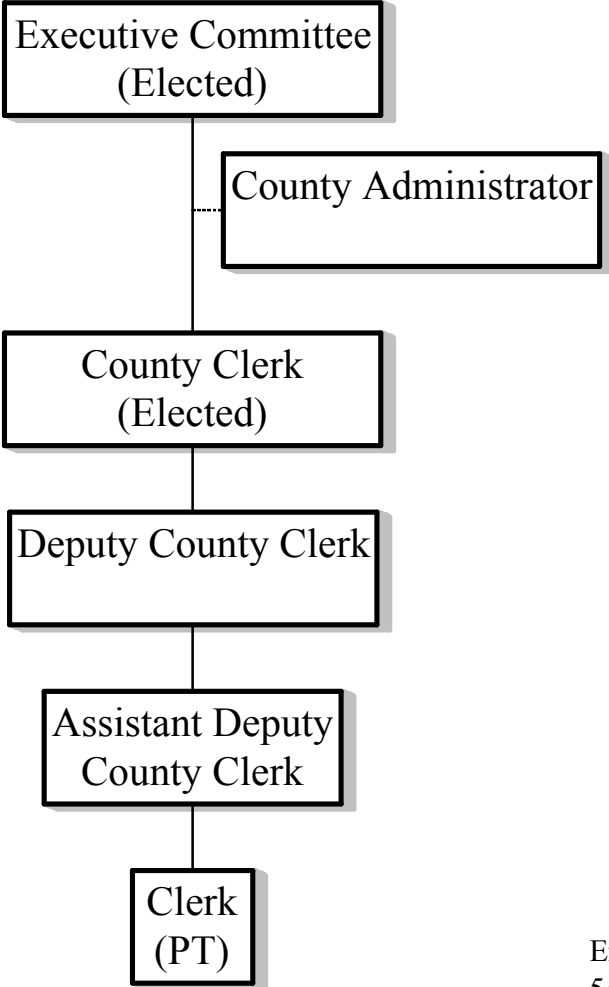 Executive Committee
(Elected)
County Administrator
County Clerk
(Elected)
Deputy County Clerk
Assistant Deputy
County Clerk
Clerk
(PT)